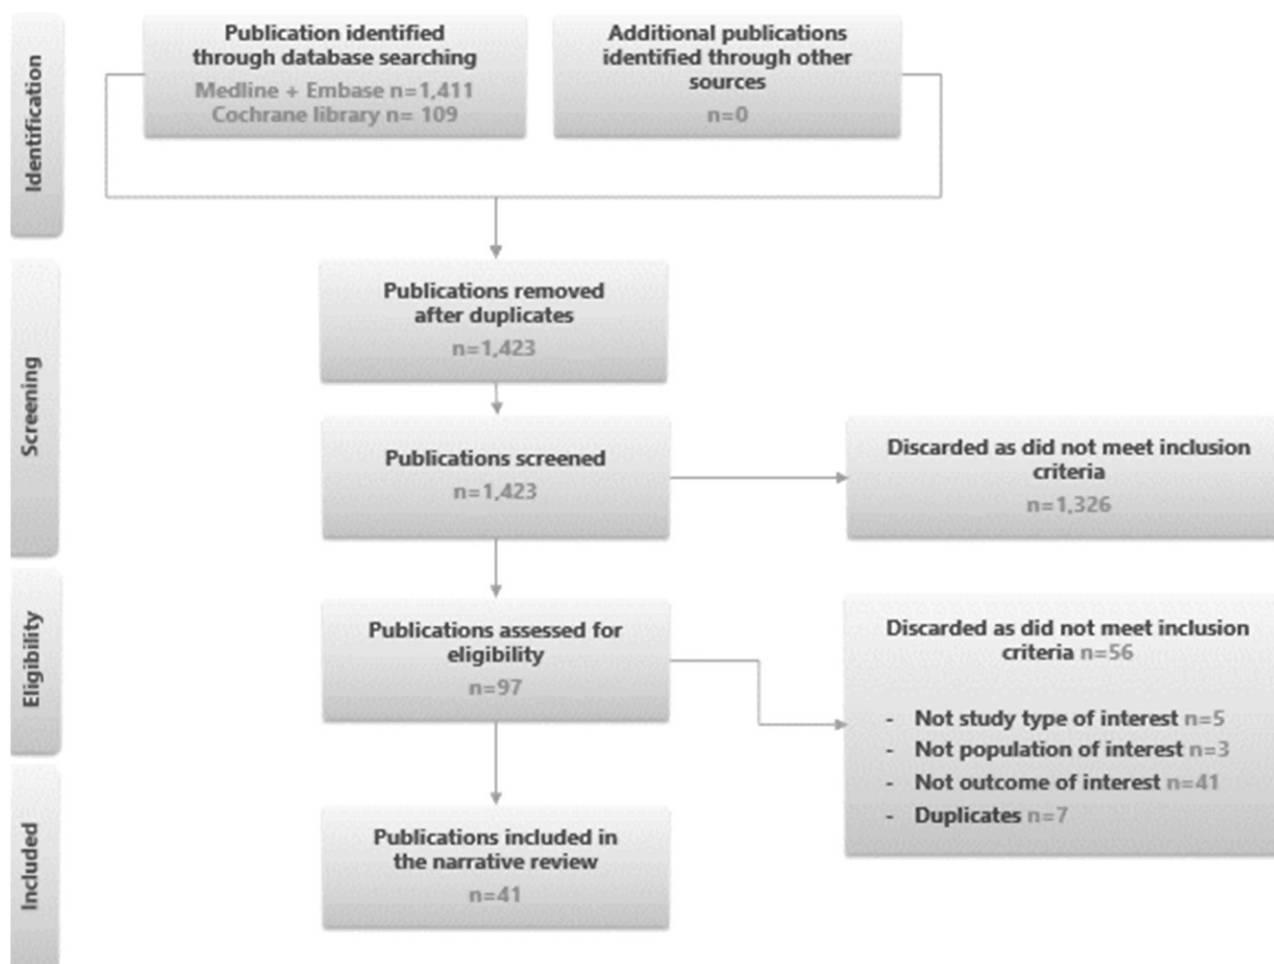 Identification
Publication identified
through database searching
Medline + Embase n=1,411
Cochrane library n= 109
Additional publications
identified through other
sources
n=0
Screening
Publications removed
after duplicates
n=1,423
Publications screened
n=1,423
Discarded as did not meet inclusion
criteria
n=1,326
Eligibility
Publications assessed for
eligibility
n=97
Discarded as did not meet inclusion
criteria n=56
- Not study type of interest n=5
- Not population of interest n=3
- Not outcome of interest n=41
- Duplicates n=7
Included
Publications included in
the narrative review
n=41